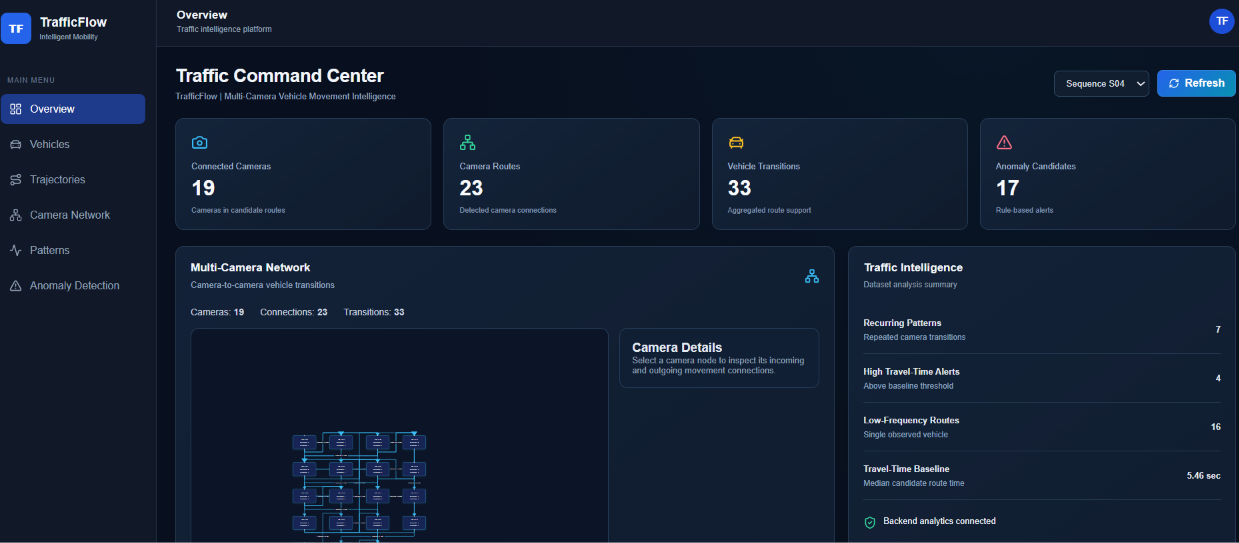 TF
TrafficFlow
Intelligent Mobility
MAIN MENU
Overview
Vehicles
Trajectories
Camera Network
Patterns
Anomaly Detection
Overview
Traffic intelligence platform
TF
Traffic Command Center
TrafficFlow | Multi-Camera Vehicle Movement Intelligence
Sequence S04
Refresh
Connected Cameras
19
Cameras in candidate routes
Camera Routes
23
Detected camera connections
Vehicle Transitions
33
Aggregated route support
Anomaly Candidates
17
Rule-based alerts
Multi-Camera Network
Camera-to-camera vehicle transitions
Cameras: 19 Connections: 23 Transitions: 33
Camera Details
Select a camera node to inspect its incoming
and outgoing movement connections.
Traffic Intelligence
Dataset analysis summary
Recurring Patterns
Repeated camera transitions
7
High Travel-Time Alerts
Above baseline threshold
4
Low-Frequency Routes
Single observed vehicle
16
Travel-Time Baseline
Median candidate route time
5.46 sec
Backend analytics connected